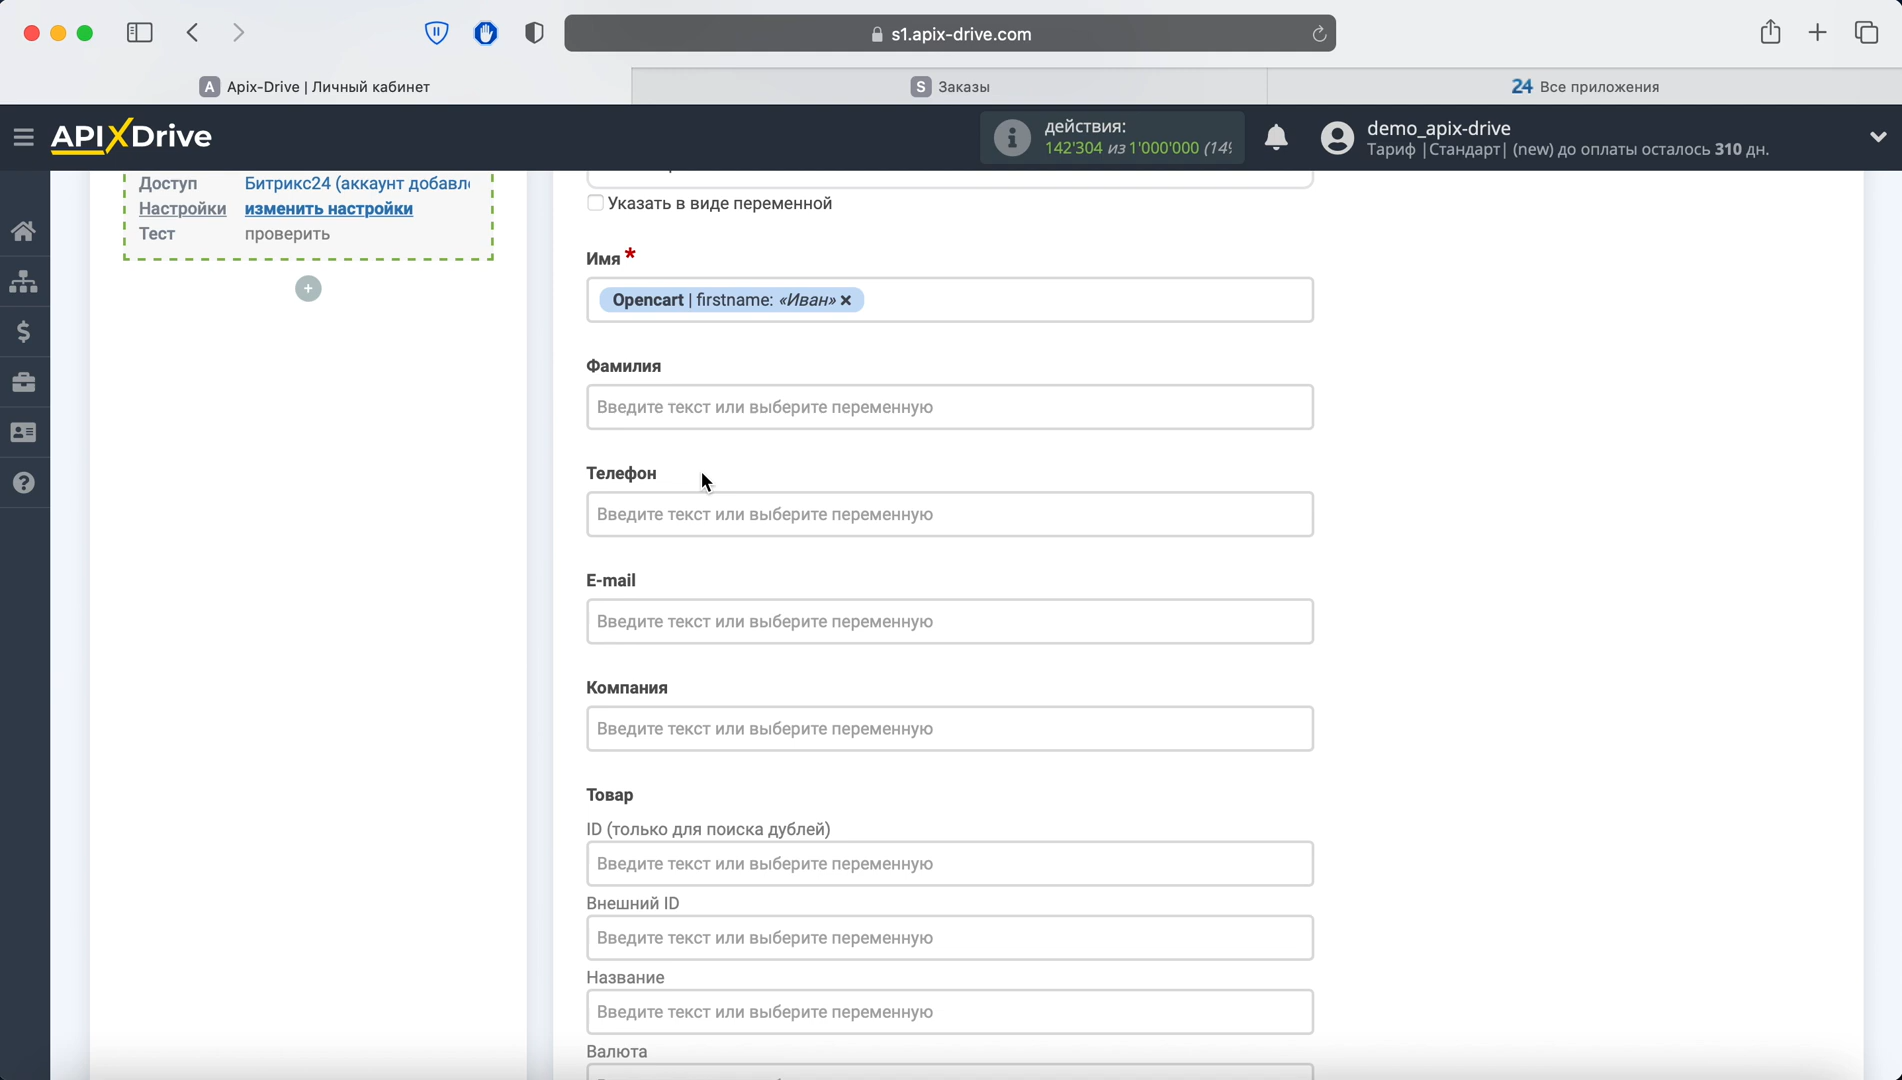 s1.apix-drive.com
A Apix-Drive | Личный кабинет
S Заказы
24 Все приложения
APIXDrive
действия:
142'304 из 1'000'000 (14%
demo_apix-drive
Тариф |Стандарт| (new) до оплаты осталось 310 дн.
Доступ Битрикс24 (аккаунт добавл
Настройки изменить настройки
Тест проверить
Указать в виде переменной
Имя *
Opencart | firstname: «Иван» ×
Фамилия
Введите текст или выберите переменную
Телефон
Введите текст или выберите переменную
E-mail
Введите текст или выберите переменную
Компания
Введите текст или выберите переменную
Товар
ID (только для поиска дублей)
Введите текст или выберите переменную
Внешний ID
Введите текст или выберите переменную
Название
Введите текст или выберите переменную
Валюта